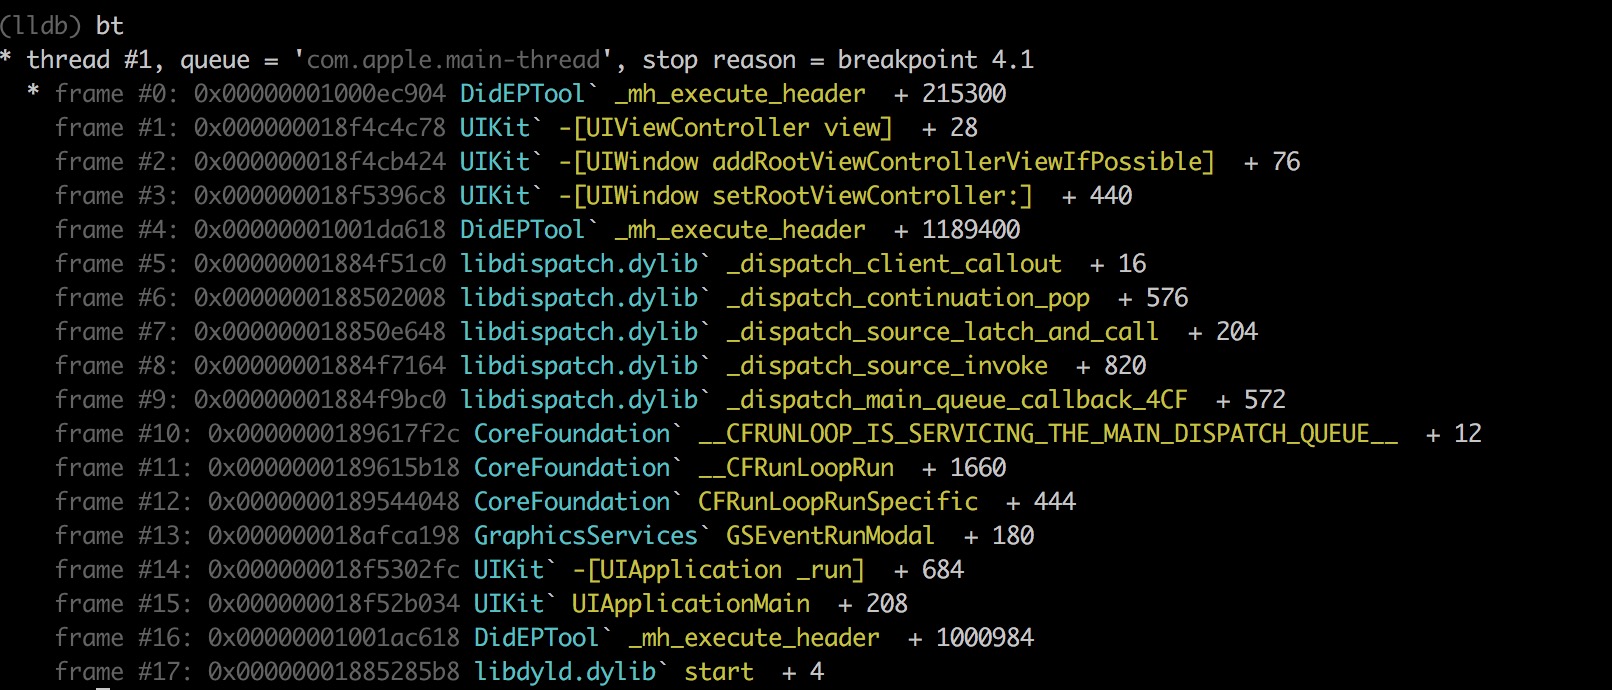 (lldb) bt
* thread #1, queue = 'com.apple.main-thread', stop reason = breakpoint 4.1
  * frame #0: 0x00000001000ec904 DidEPTool` _mh_execute_header  + 215300
    frame #1: 0x000000018f4c4c78 UIKit` -[UIViewController view]  + 28
    frame #2: 0x000000018f4cb424 UIKit` -[UIWindow addRootViewControllerViewIfPossible]  + 76
    frame #3: 0x000000018f5396c8 UIKit` -[UIWindow setRootViewController:]  + 440
    frame #4: 0x00000001001da618 DidEPTool` _mh_execute_header  + 1189400
    frame #5: 0x00000001884f51c0 libdispatch.dylib` _dispatch_client_callout  + 16
    frame #6: 0x0000000188502008 libdispatch.dylib` _dispatch_continuation_pop  + 576
    frame #7: 0x000000018850e648 libdispatch.dylib` _dispatch_source_latch_and_call  + 204
    frame #8: 0x00000001884f7164 libdispatch.dylib` _dispatch_source_invoke  + 820
    frame #9: 0x00000001884f9bc0 libdispatch.dylib` _dispatch_main_queue_callback_4CF  + 572
    frame #10: 0x0000000189617f2c CoreFoundation` __CFRUNLOOP_IS_SERVICING_THE_MAIN_DISPATCH_QUEUE__  + 12
    frame #11: 0x0000000189615b18 CoreFoundation` __CFRunLoopRun  + 1660
    frame #12: 0x0000000189544048 CoreFoundation` CFRunLoopRunSpecific  + 444
    frame #13: 0x000000018afca198 GraphicsServices` GSEventRunModal  + 180
    frame #14: 0x000000018f5302fc UIKit` -[UIApplication _run]  + 684
    frame #15: 0x000000018f52b034 UIKit` UIApplicationMain  + 208
    frame #16: 0x00000001001ac618 DidEPTool` _mh_execute_header  + 1000984
    frame #17: 0x00000001885285b8 libdyld.dylib` start  + 4